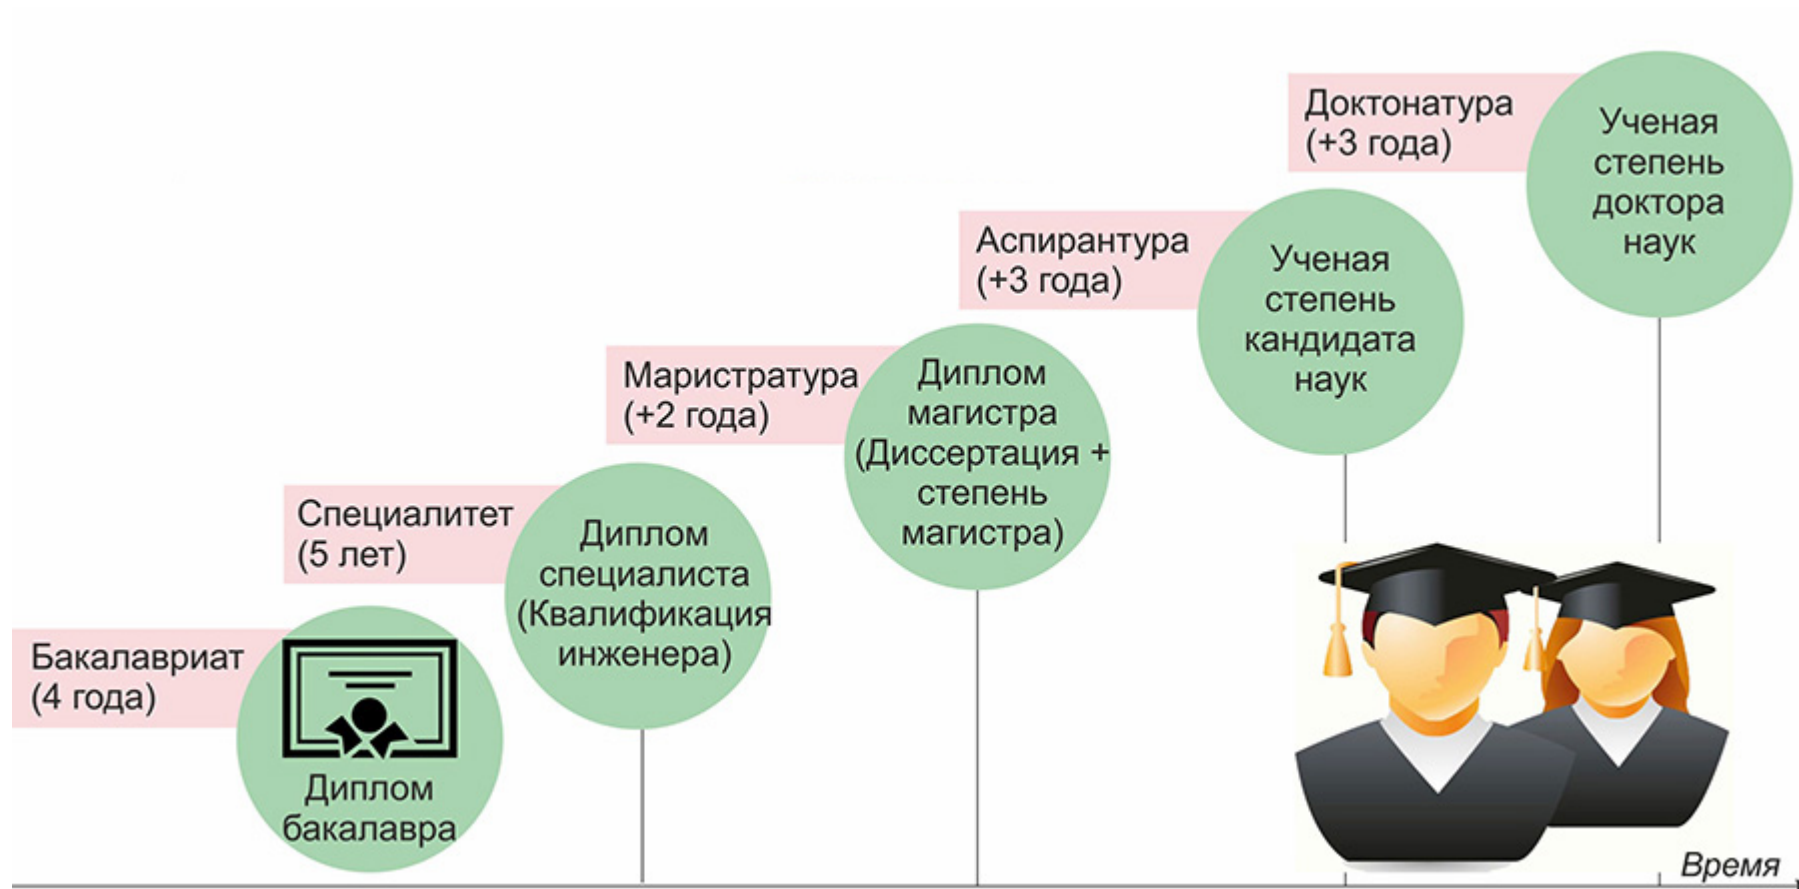 Бакалавриат
(4 года)
Диплом
бакалавра
Специалитет
(5 лет)
Диплом
специалиста
(Квалификация
инженера)
Маристратура
(+2 года)
Диплом
магистра
(Диссертация +
степень
магистра)
Аспирантура
(+3 года)
Ученая
степень
кандидата
наук
Доктонатура
(+3 года)
Ученая
степень
доктора
наук
Время